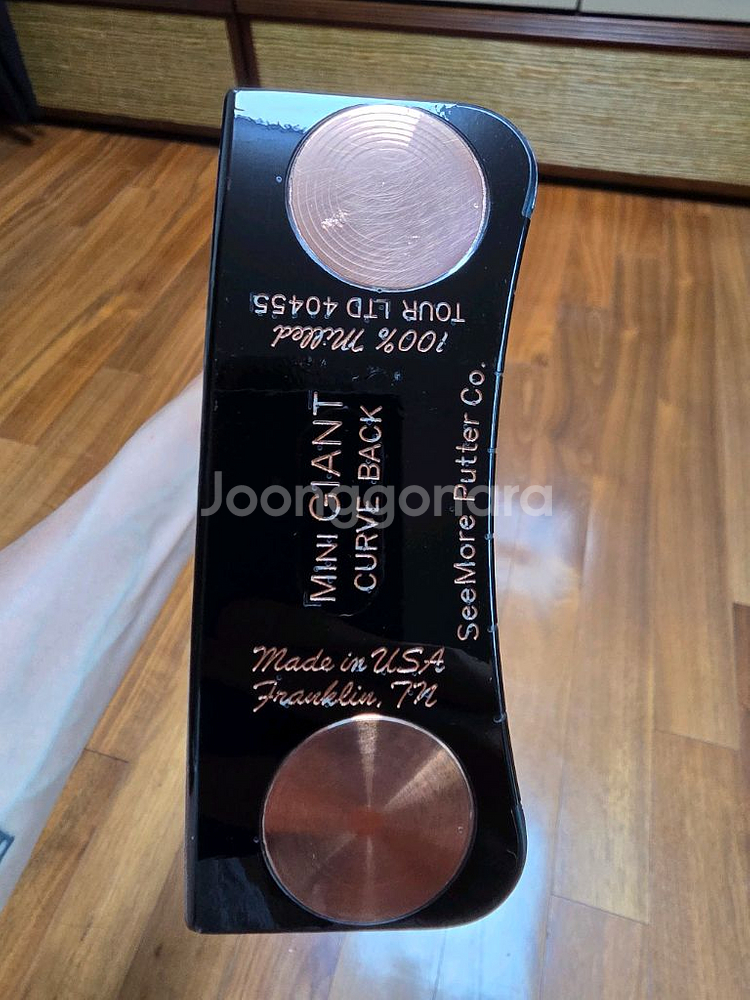 TOUR LTD 40455
100% Milled
MINI GIANT
CURVE BACK
SeeMore Putter Co.
Made in USA
Franklin, TN
Joonggonara